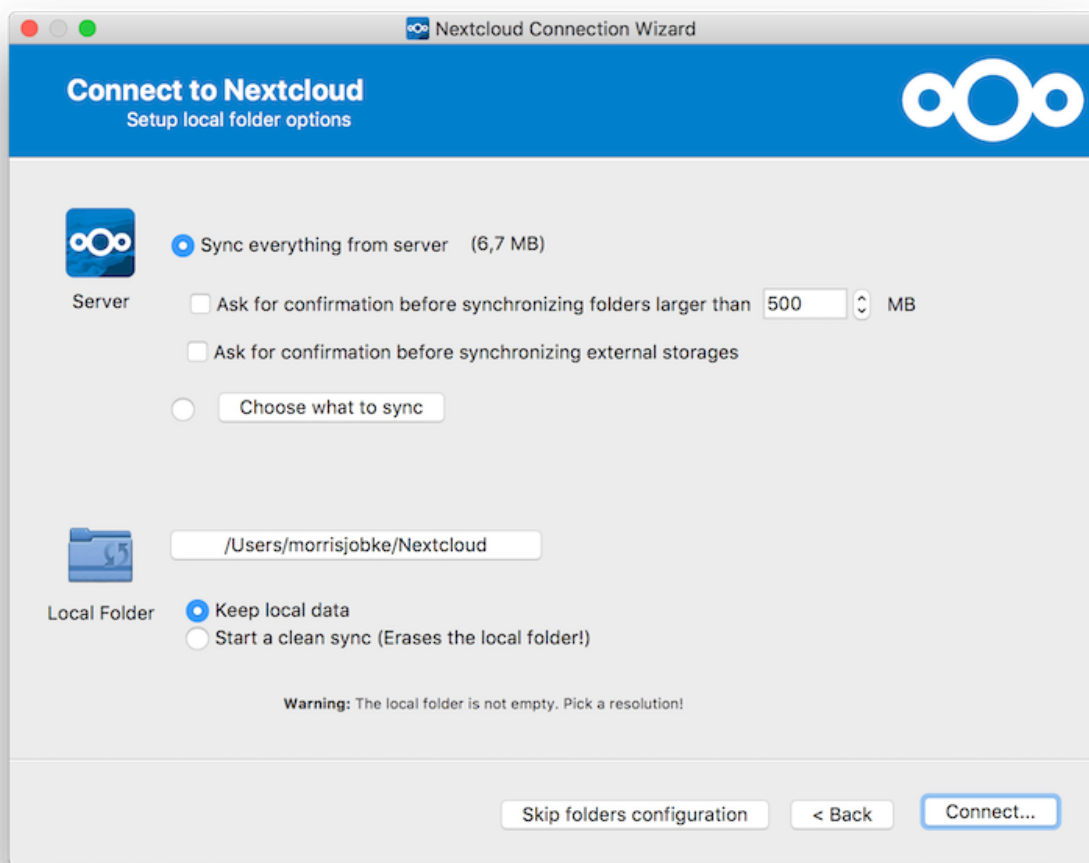 Nextcloud Connection Wizard
Connect to Nextcloud
Setup local folder options
Sync everything from server (6,7 MB)
Server
Ask for confirmation before synchronizing folders larger than 500 MB
Ask for confirmation before synchronizing external storages
Choose what to sync
/Users/morrisjobke/Nextcloud
Local Folder
Keep local data
Start a clean sync (Erases the local folder!)
Warning: The local folder is not empty. Pick a resolution!
Skip folders configuration < Back Connect...